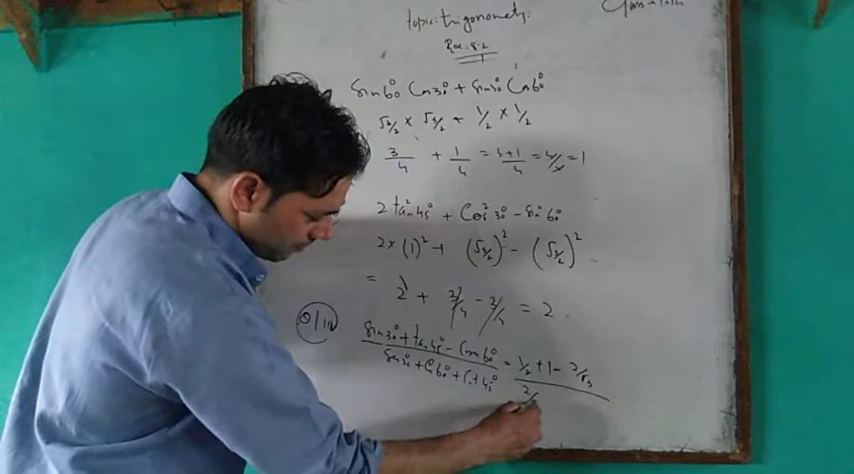 topic: trigonometry.
Class = 10th
Ex = 8.2
Sin60° Cos30° + Sin30° Cos60°
√3/2 × √3/2 + 1/2 × 1/2
3/4 + 1/4 = 3+1/4 = 4/4 = 1
2 tan²45° + Cos²30° - Sin²60°
2 × (1)² + (√3/2)² - (√3/2)²
= 2 + 3/4 - 3/4 = 2.
Sin30° + tan45° - Cosec60° = 1/2 + 1 - 2/√3
Sec30° + Cos60° + Cot45° 2/